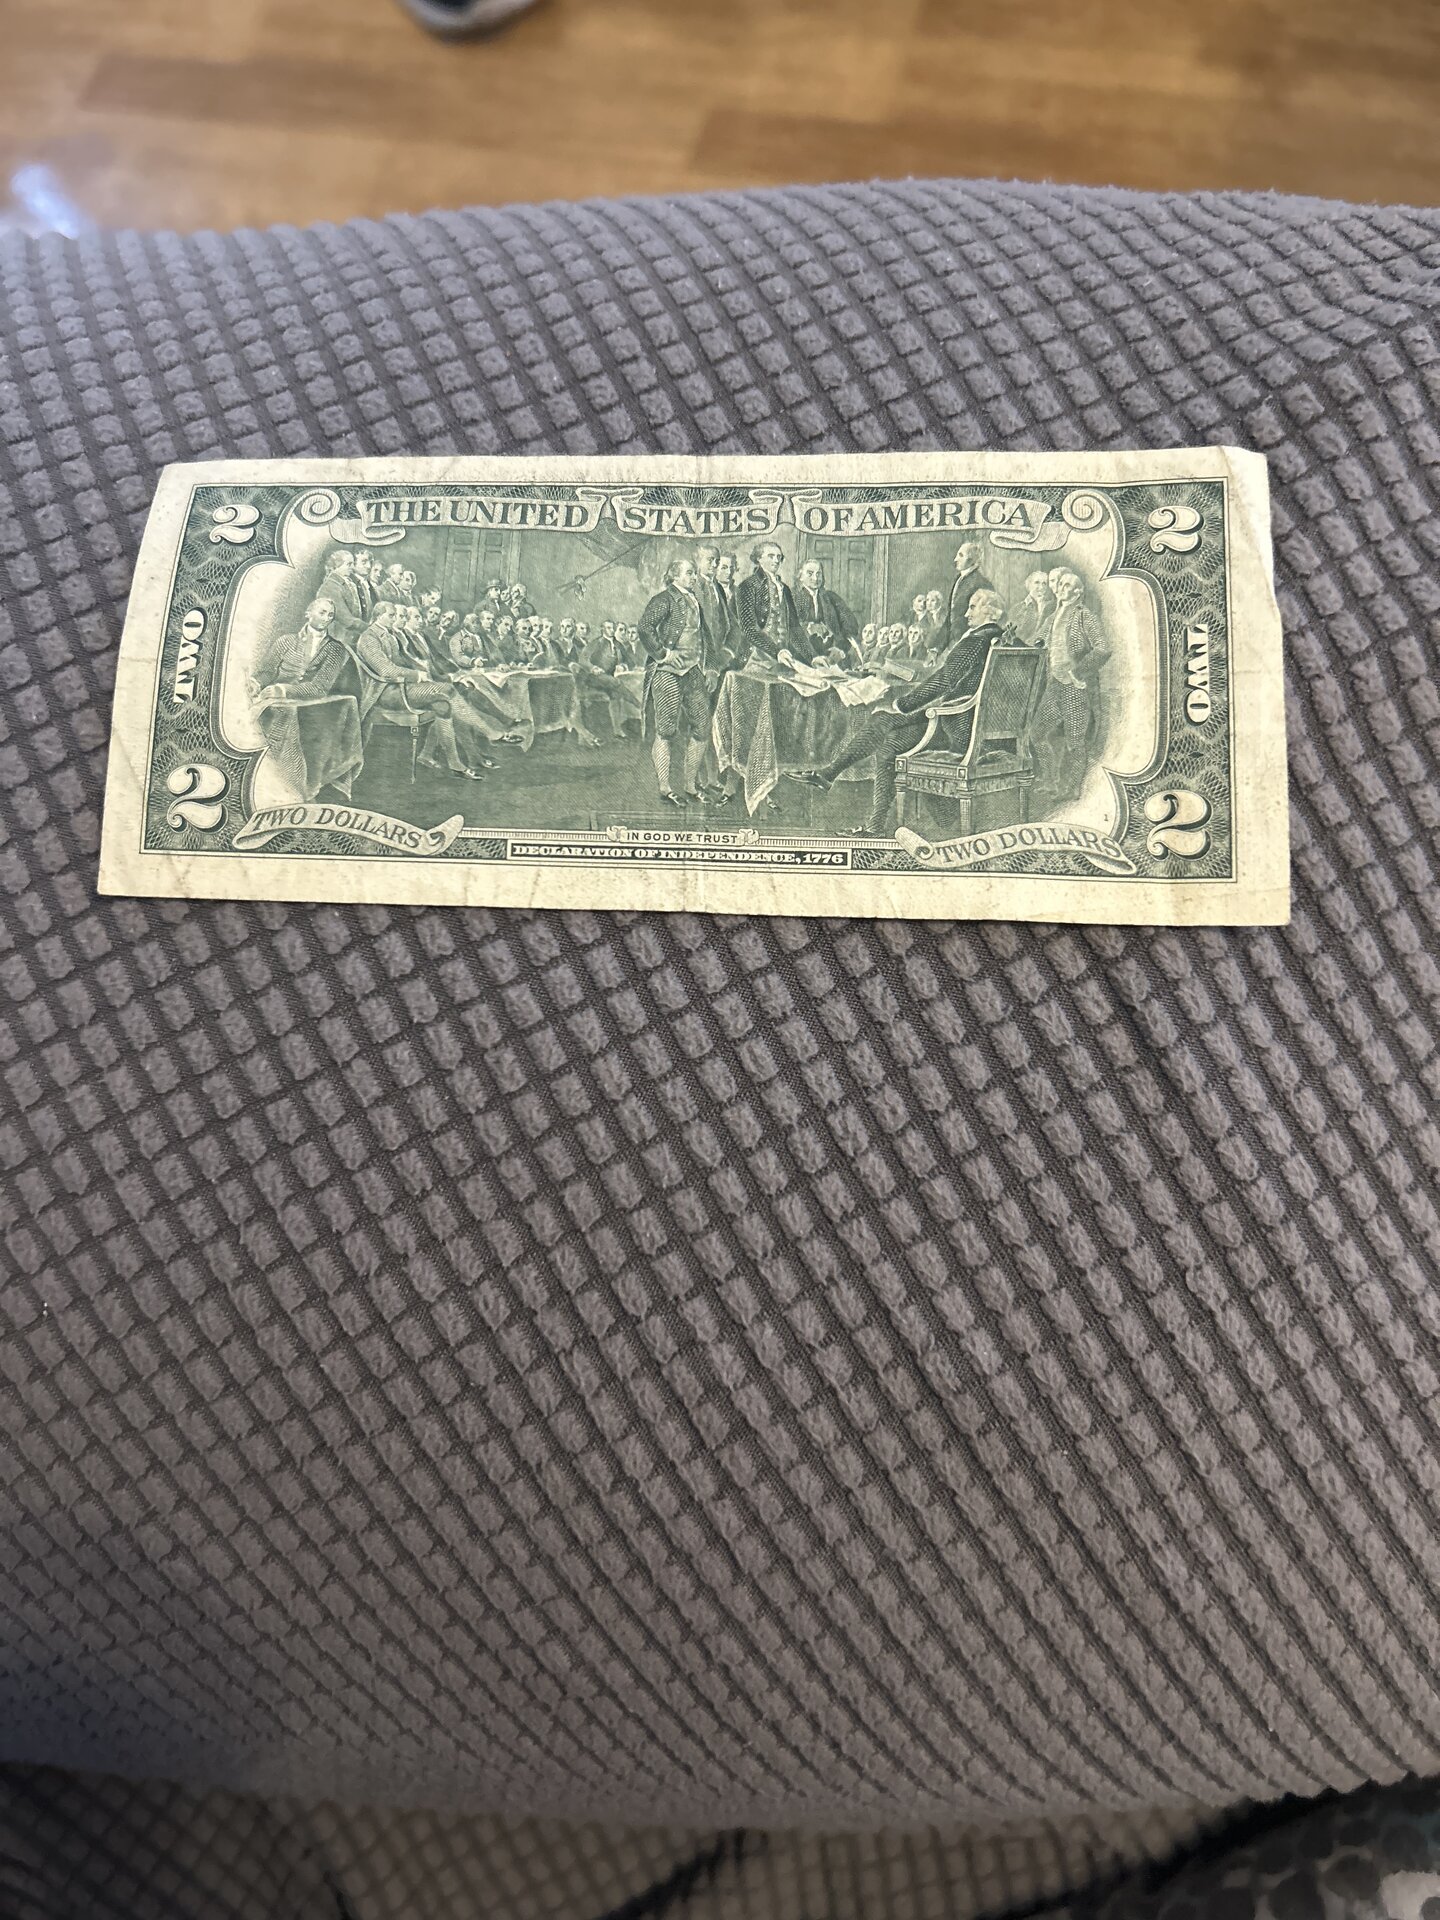 2 THE UNITED STATES OF AMERICA 2
TWO TWO
2 TWO DOLLARS IN GOD WE TRUST TWO DOLLARS 2
1
DECLARATION OF INDEPENDENCE, 1776